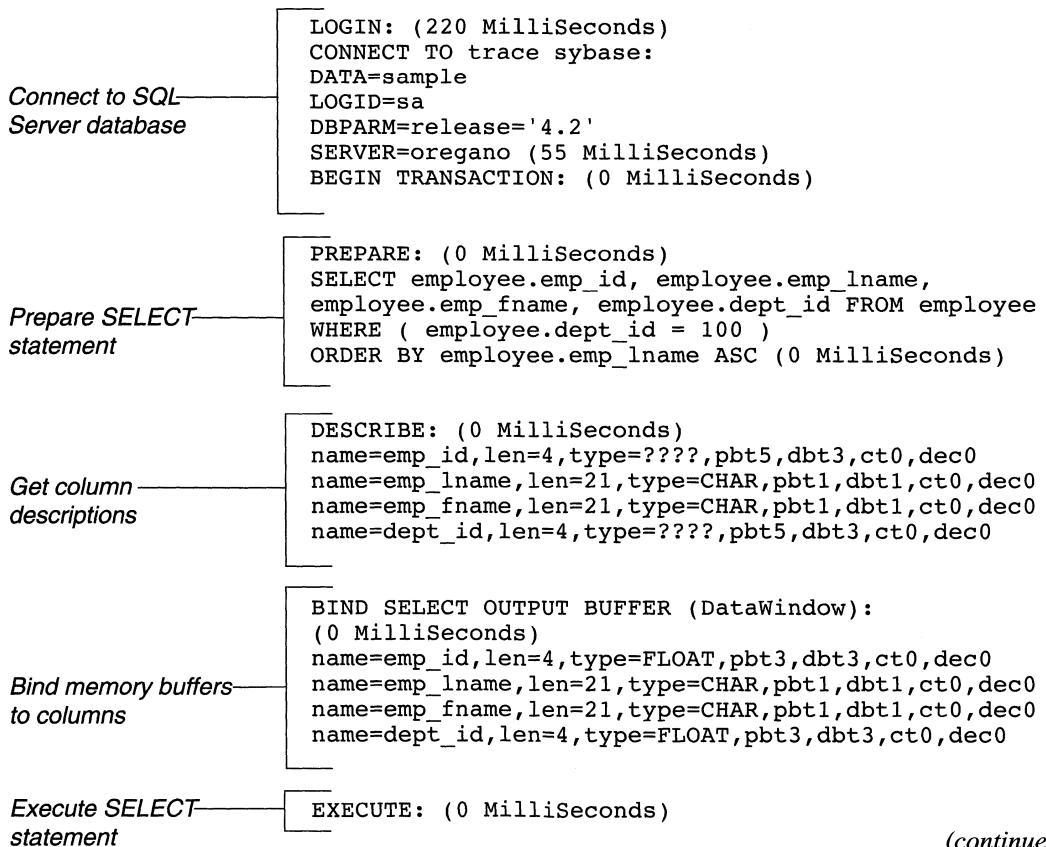 LOGIN: (220 MilliSeconds)
CONNECT TO trace sybase:
DATA=sample
LOGID=sa
DBPARM=release='4.2'
SERVER=oregano (55 MilliSeconds)
BEGIN TRANSACTION: (0 MilliSeconds)
Connect to SQL
Server database
PREPARE: (0 MilliSeconds)
SELECT employee.emp_id, employee.emp_lname,
employee.emp_fname, employee.dept_id FROM employee
WHERE ( employee.dept_id = 100 )
ORDER BY employee.emp_lname ASC (0 MilliSeconds)
Prepare SELECT
statement
DESCRIBE: (0 MilliSeconds)
name=emp_id,len=4,type=????,pbt5,dbt3,ct0,dec0
name=emp_lname,len=21,type=CHAR,pbt1,dbt1,ct0,dec0
name=emp_fname,len=21,type=CHAR,pbt1,dbt1,ct0,dec0
name=dept_id,len=4,type=????,pbt5,dbt3,ct0,dec0
Get column
descriptions
BIND SELECT OUTPUT BUFFER (DataWindow):
(0 MilliSeconds)
name=emp_id,len=4,type=FLOAT,pbt3,dbt3,ct0,dec0
name=emp_lname,len=21,type=CHAR,pbt1,dbt1,ct0,dec0
name=emp_fname,len=21,type=CHAR,pbt1,dbt1,ct0,dec0
name=dept_id,len=4,type=FLOAT,pbt3,dbt3,ct0,dec0
Bind memory buffers
to columns
Execute SELECT
statement
EXECUTE: (0 MilliSeconds)
(continue